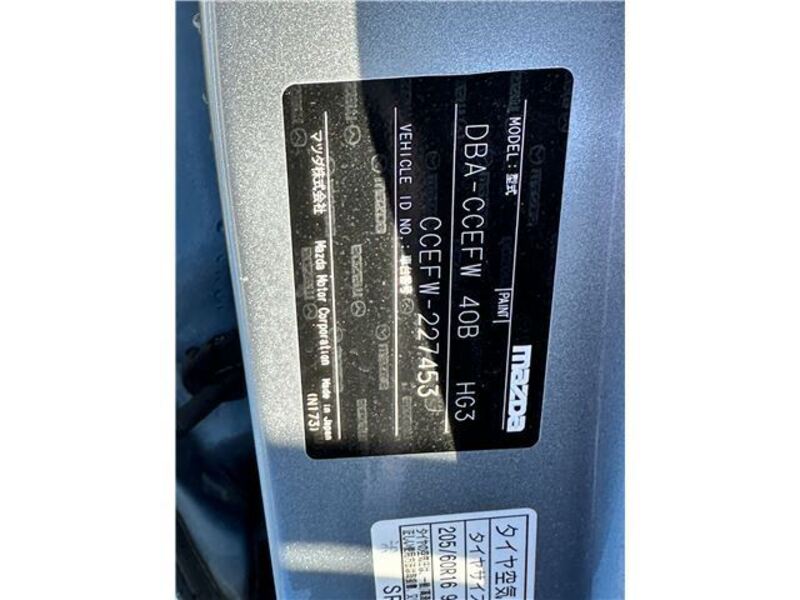 mazda
MODEL: 型式 PAINT
DBA-CCEFW 40B HG3
VEHICLE ID NO.: 車台番号
CCEFW-227453
マツダ株式会社 Mazda Motor Corporation Made in Japan
(N173)
タイヤ空気
タイヤサイズ
205/60R16 9